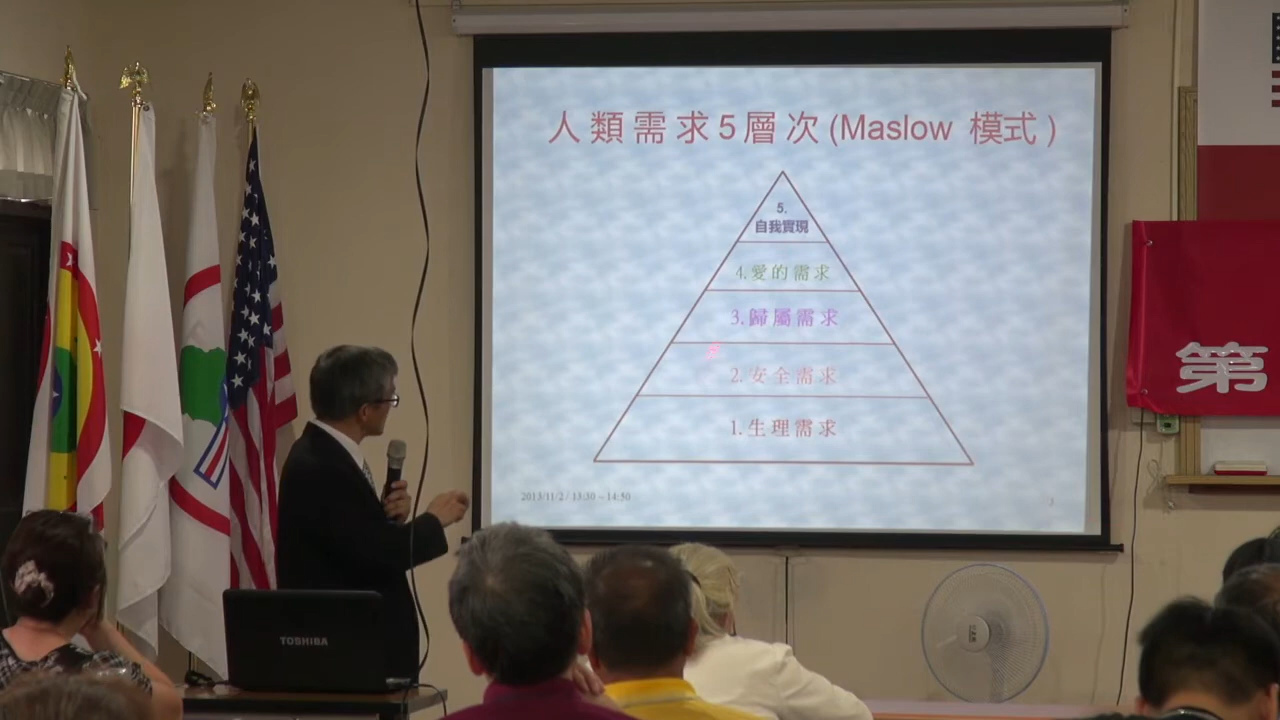 人類需求5層次(Maslow 模式)
5.
自我實現
4.愛的需求
3.歸屬需求
2.安全需求
1.生理需求
2013/11/2 / 13:30 ~ 14:50
3
第
TOSHIBA